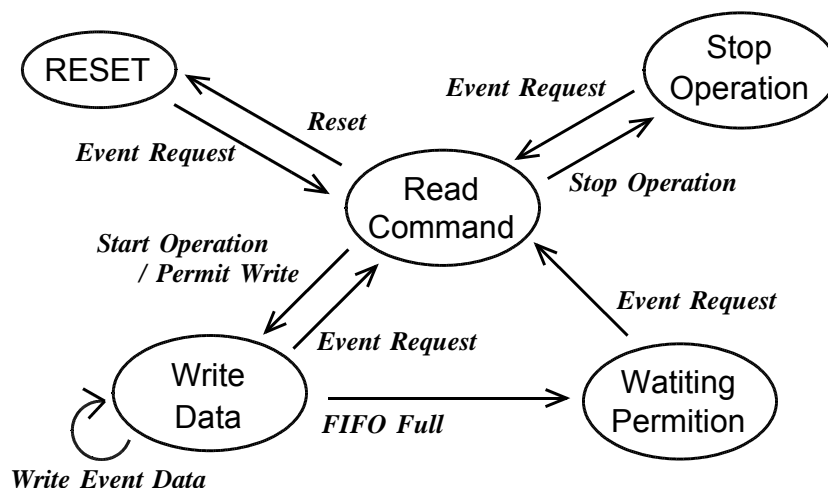 RESET
Stop
Operation
Event Request
Reset
Event Request
Read
Command
Stop Operation
Start Operation
/ Permit Write
Event Request
Event Request
Write
Data
Watiting
Permition
FIFO Full
Write Event Data